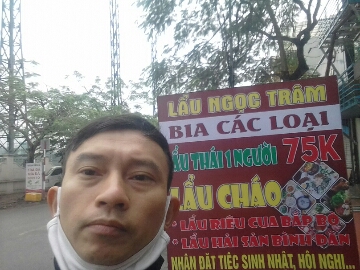 LẨU NGỌC TRÂM
BIA CÁC LOẠI
LẨU THÁI 1 NGƯỜI 75K
LẨU CHÁO
* LẨU RIÊU CUA BẮP BÒ
* LẨU HẢI SẢN BÌNH DÂN
NHẬN ĐẶT TIỆC SINH NHẬT, HỘI NGHỊ...